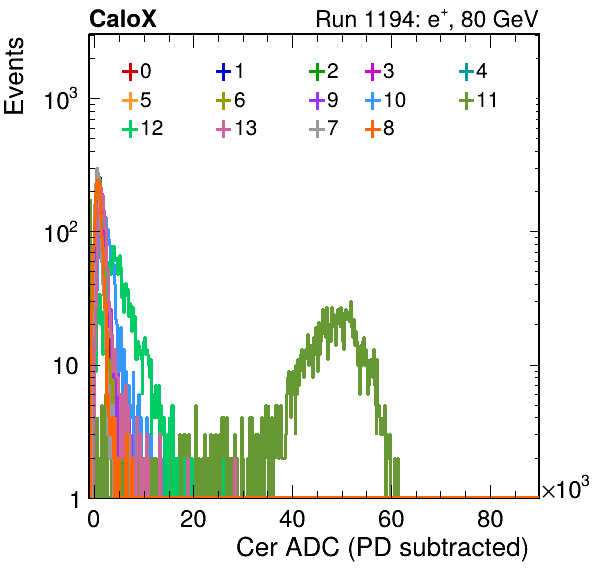 CaloX Run 1194: e⁺, 80 GeV
Events
0 1 2 3 4
5 6 9 10 11
12 13 7 8
10³
10²
10
1
0 20 40 60 80 ×10³
Cer ADC (PD subtracted)